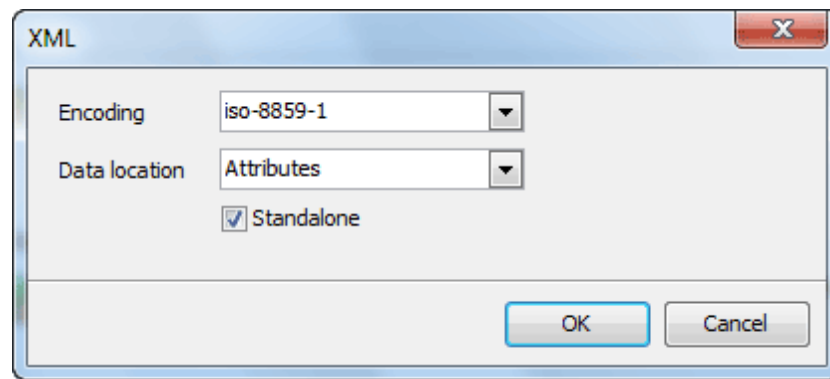 XML
Encoding iso-8859-1
Data location Attributes
Standalone
OK Cancel